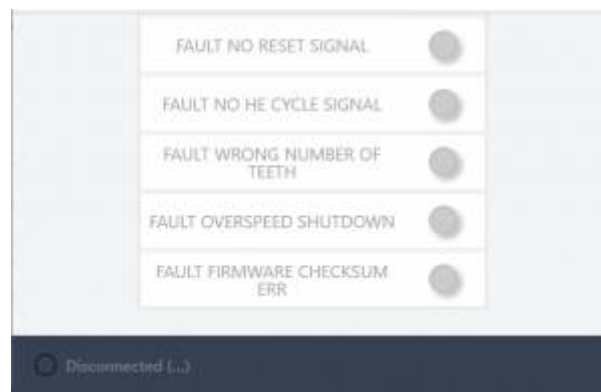 FAULT NO RESET SIGNAL
FAULT NO HE CYCLE SIGNAL
FAULT WRONG NUMBER OF
TEETH
FAULT OVERSPEED SHUTDOWN
FAULT FIRMWARE CHECKSUM
ERR
Disconnected (...)